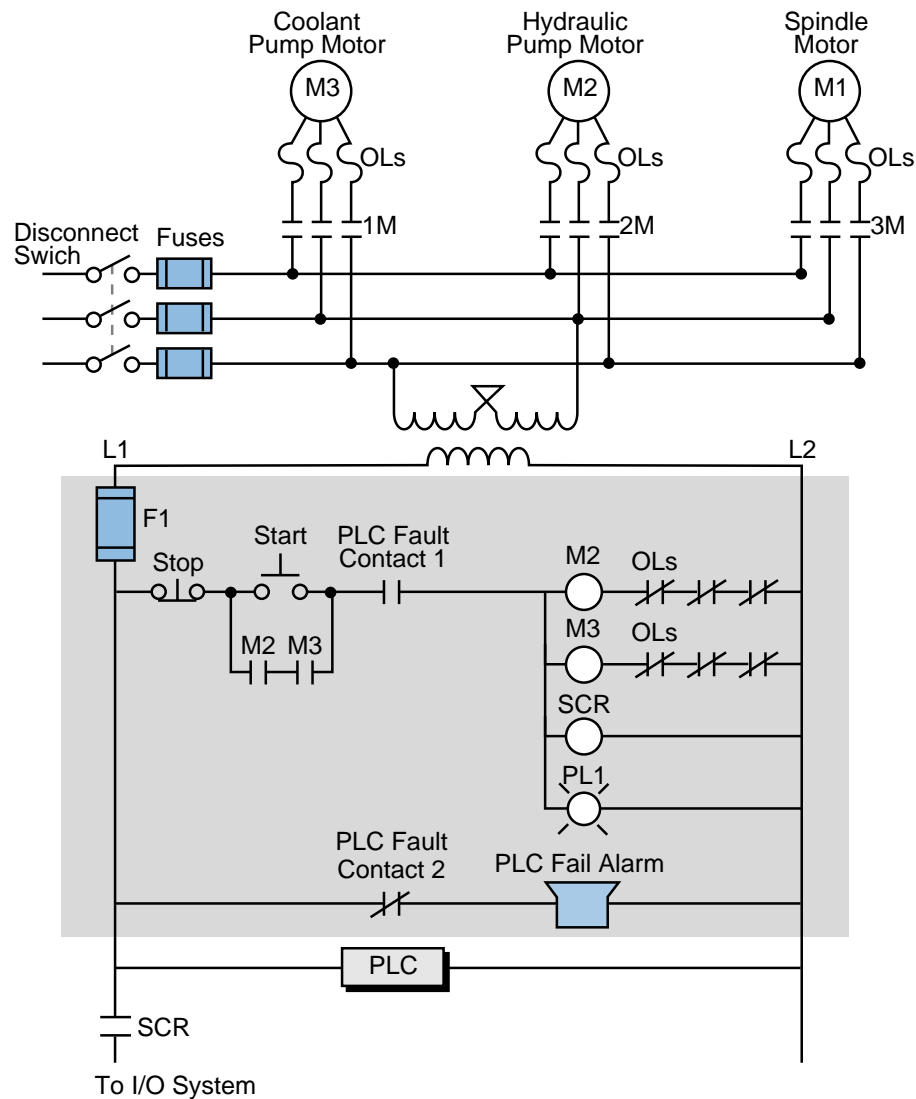 Coolant
Pump Motor
Hydraulic
Pump Motor
Spindle
Motor
M3
M2
M1
OLs
OLs
OLs
1M
2M
3M
Disconnect
Swich
Fuses
L1
L2
F1
Stop
Start
PLC Fault
Contact 1
M2
OLs
M2
M3
M3
OLs
SCR
PL1
PLC Fault
Contact 2
PLC Fail Alarm
PLC
SCR
To I/O System